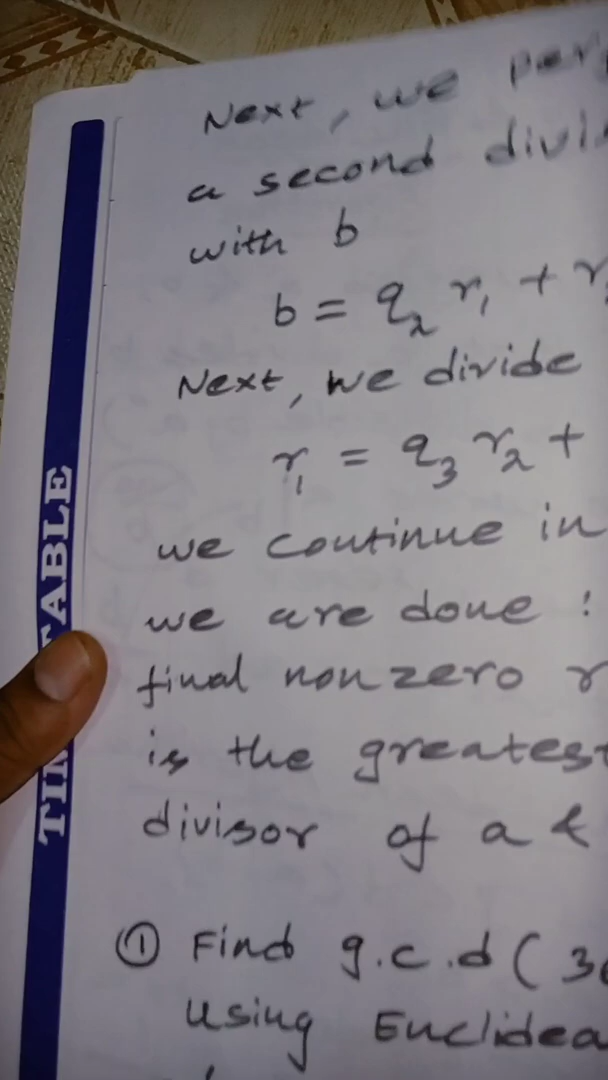 Next, we
a second
with b
b = q₂ r₁ +
Next, we divide
r₁ = q₃ r₂ +
we continue in
we are done :
final nonzero
is the greatest
divisor of a &
① Find g.c.d (
Using
TABLE